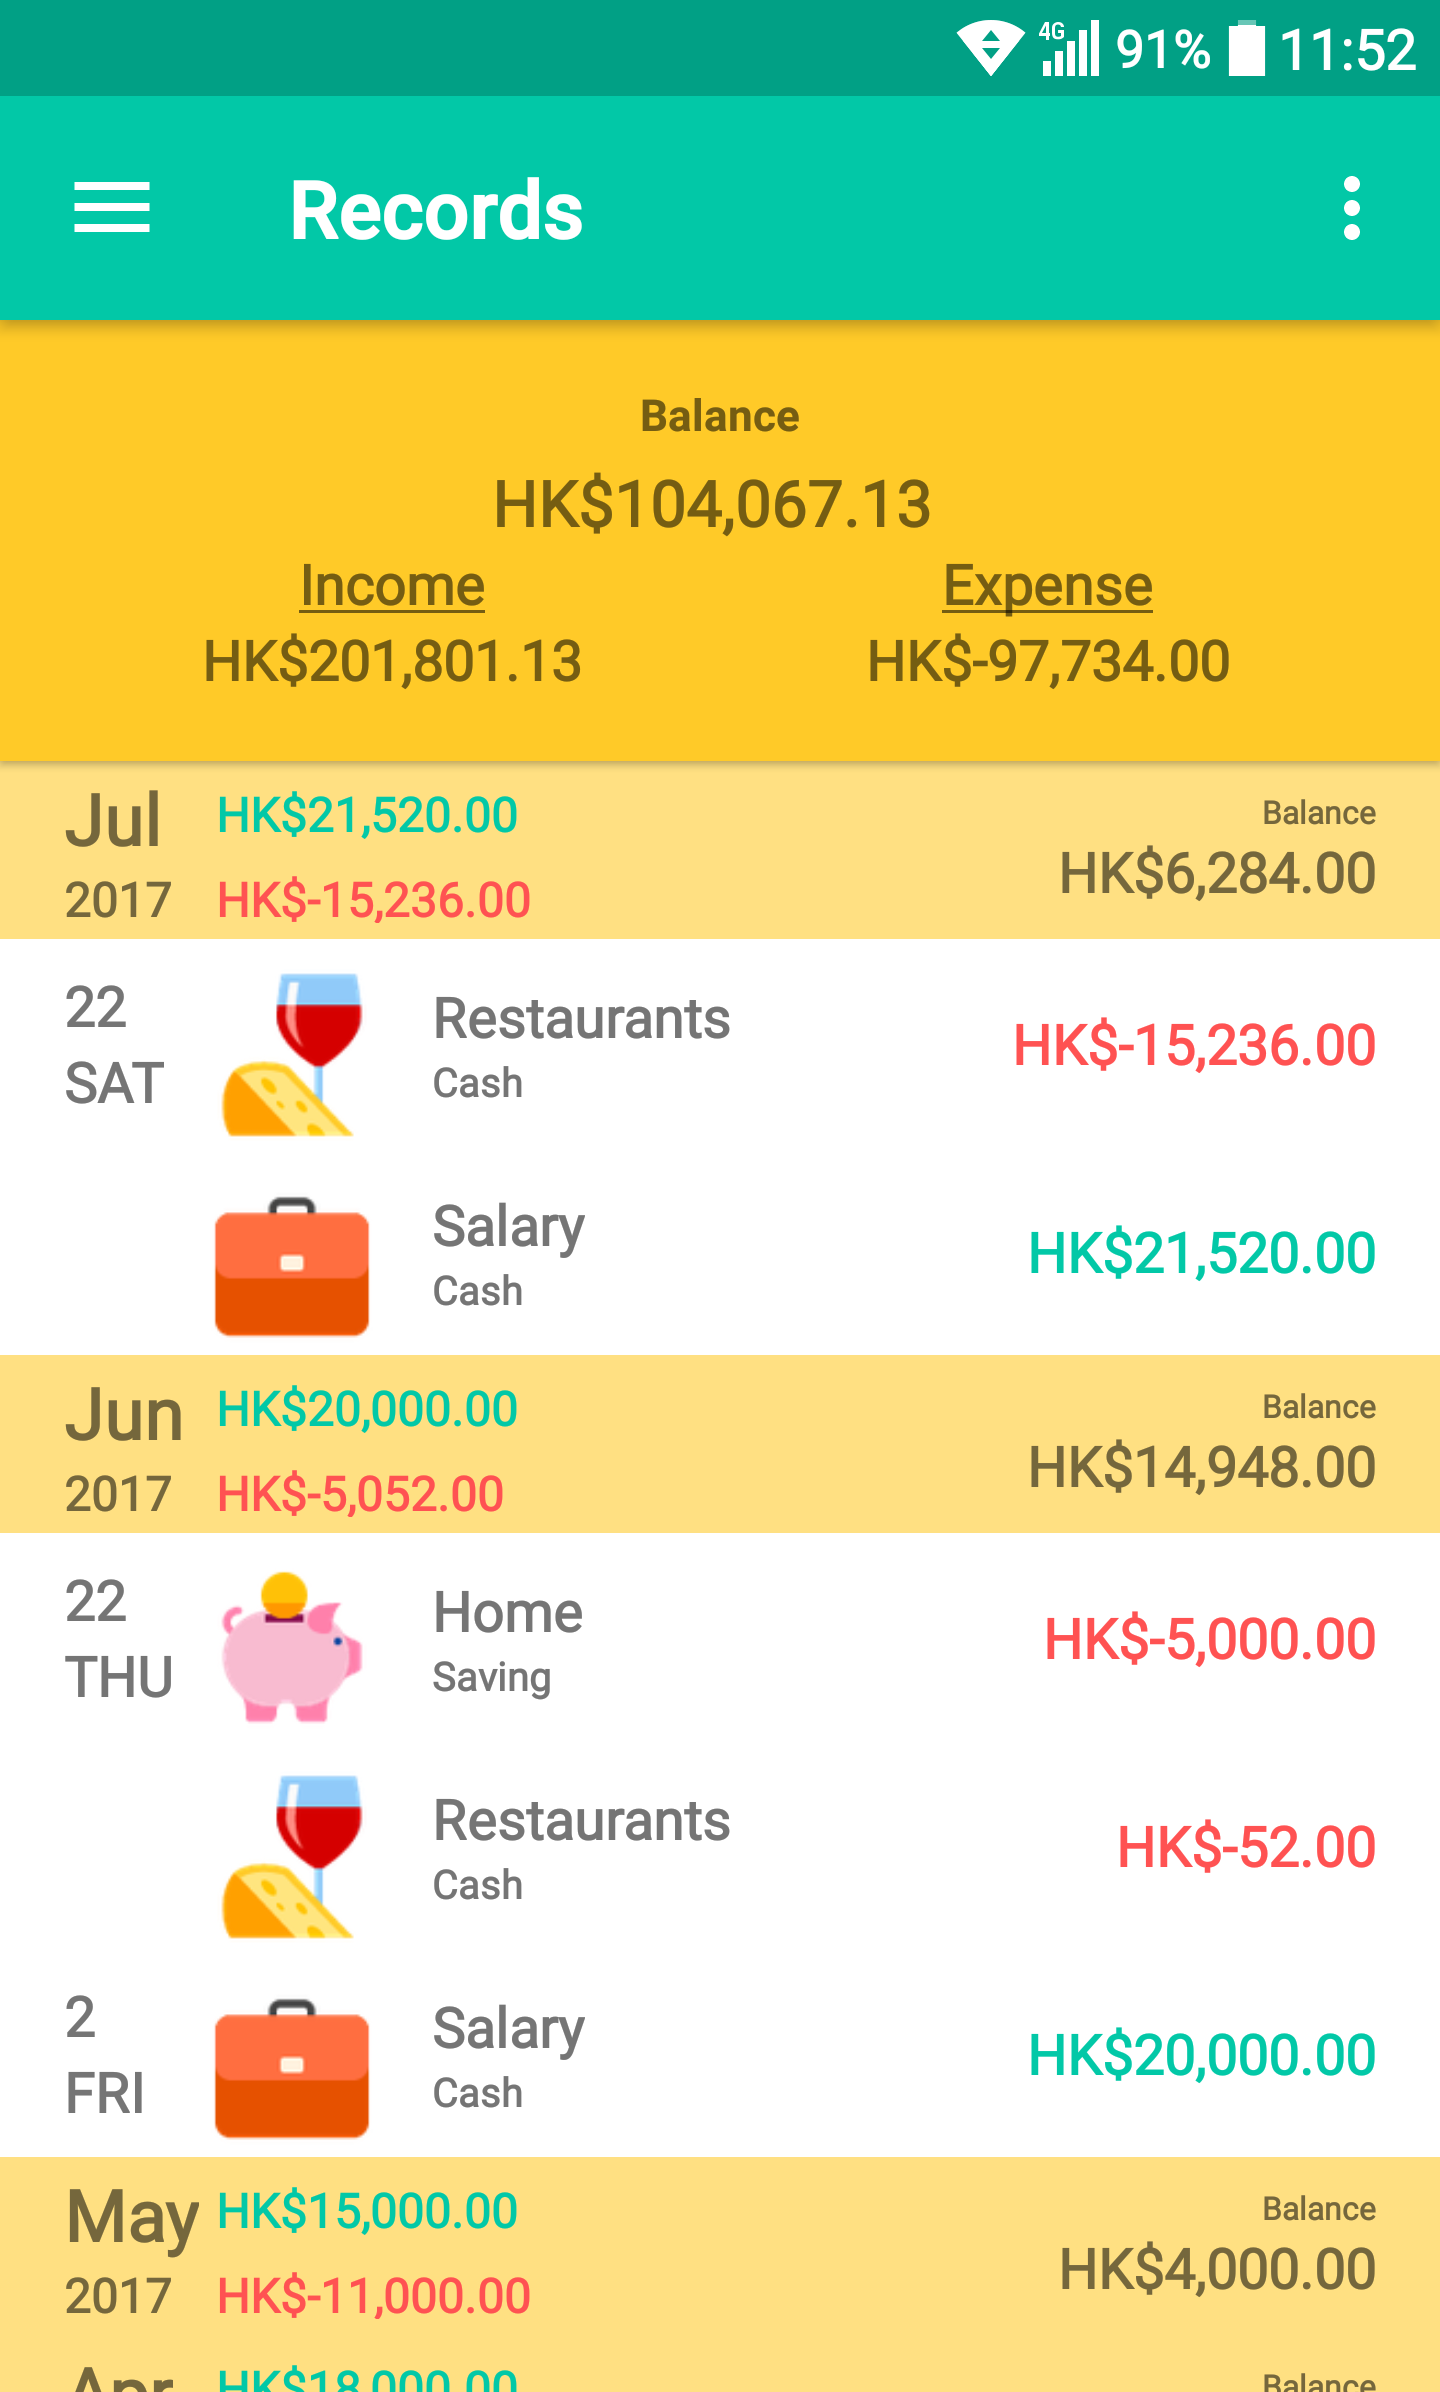 4G 91% 11:52
Records
Balance
HK$104,067.13
Income Expense
HK$201,801.13 HK$-97,734.00
Jul HK$21,520.00 Balance
2017 HK$-15,236.00 HK$6,284.00
22 Restaurants HK$-15,236.00
SAT Cash
Salary HK$21,520.00
Cash
Jun HK$20,000.00 Balance
2017 HK$-5,052.00 HK$14,948.00
22 Home HK$-5,000.00
THU Saving
Restaurants HK$-52.00
Cash
2 Salary HK$20,000.00
FRI Cash
May HK$15,000.00 Balance
2017 HK$-11,000.00 HK$4,000.00
Apr HK$18,000.00 Balance